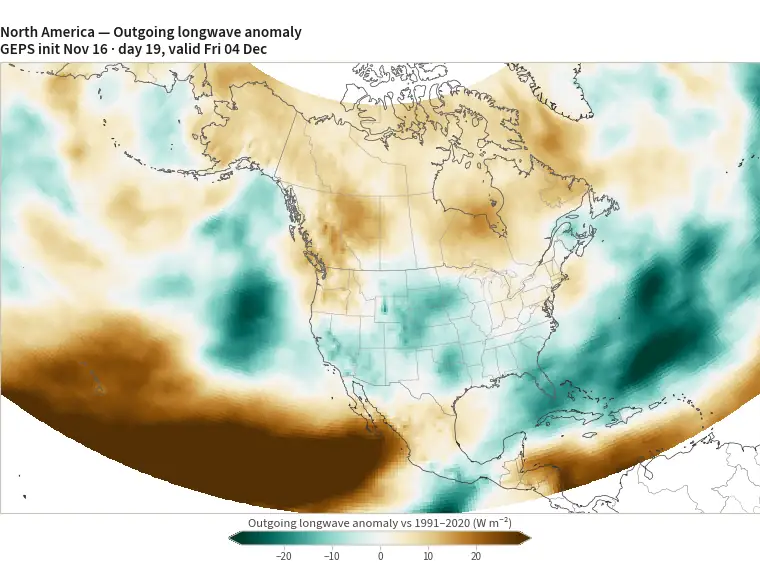 North America — Outgoing longwave anomaly
GEPS init Nov 16 · day 19, valid Fri 04 Dec
Outgoing longwave anomaly vs 1991–2020 (W m⁻²)
−20 −10 0 10 20